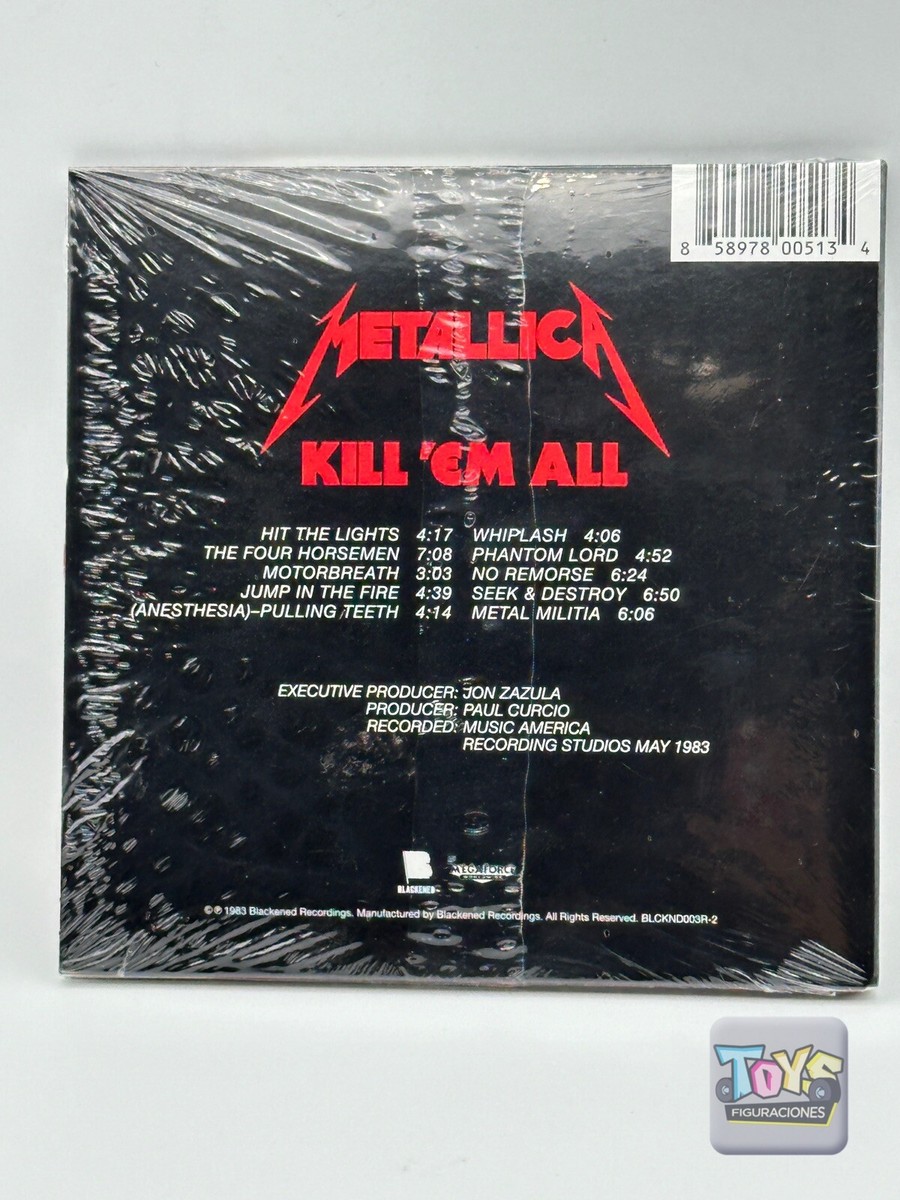 8 58978 00513 4
METALLICA
KILL 'EM ALL
HIT THE LIGHTS 4:17 WHIPLASH 4:06
THE FOUR HORSEMEN 7:08 PHANTOM LORD 4:52
MOTORBREATH 3:03 NO REMORSE 6:24
JUMP IN THE FIRE 4:39 SEEK & DESTROY 6:50
(ANESTHESIA)–PULLING TEETH 4:14 METAL MILITIA 6:06
EXECUTIVE PRODUCER: JON ZAZULA
PRODUCER: PAUL CURCIO
RECORDED: MUSIC AMERICA
RECORDING STUDIOS MAY 1983
B
BLACKENED
MEGAFORCE
©℗ 1983 Blackened Recordings. Manufactured by Blackened Recordings. All Rights Reserved. BLCKND003R-2
TOYS
FIGURACIONES